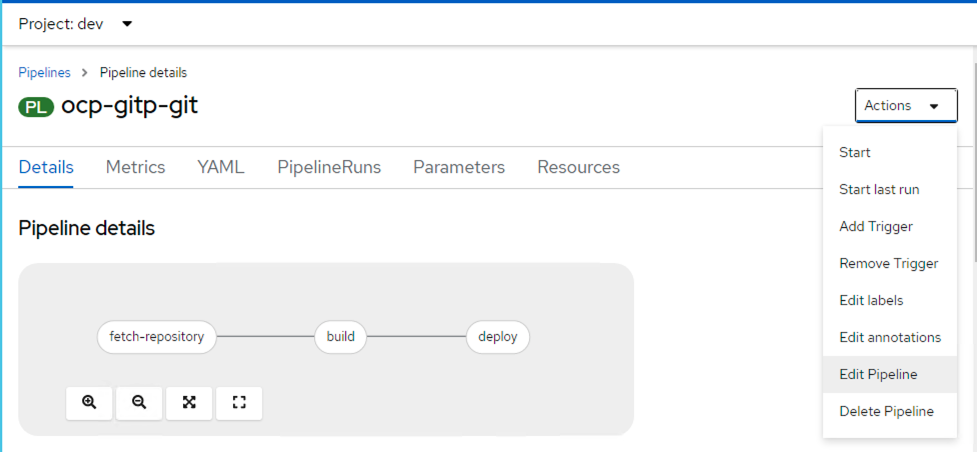 Project: dev
Pipelines > Pipeline details
PL ocp-gitp-git
Actions
Start
Start last run
Add Trigger
Remove Trigger
Edit labels
Edit annotations
Edit Pipeline
Delete Pipeline
Details Metrics YAML PipelineRuns Parameters Resources
Pipeline details
fetch-repository build deploy